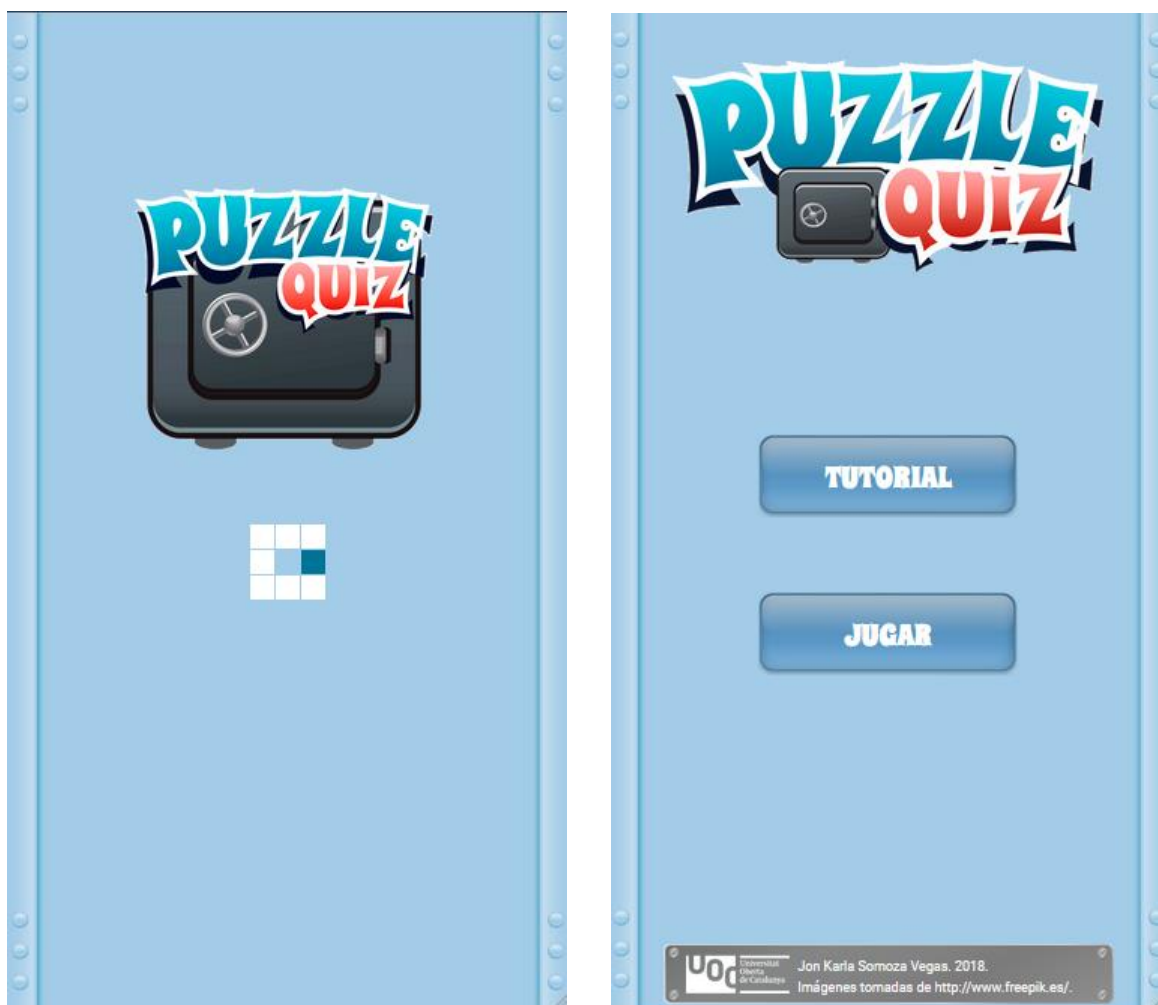 PUZZLE
QUIZ
PUZZLE
QUIZ
TUTORIAL
JUGAR
UOC
Universitat
Oberta
de Catalunya
Jon Karla Somoza Vegas. 2018.
Imágenes tomadas de http://www.freepik.es/.